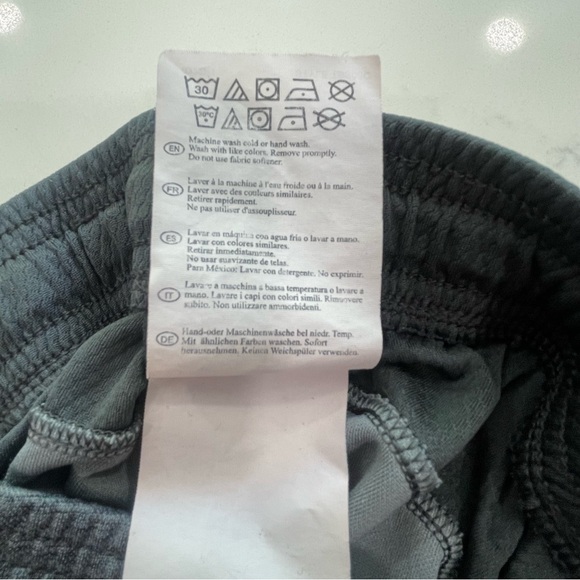 30
30°C
EN Machine wash cold or hand wash.
Wash with like colors. Remove promptly.
Do not use fabric softener.
FR Laver à la machine à l'eau froide ou à la main.
Laver avec des couleurs similaires.
Retirer rapidement.
Ne pas utiliser d'assouplisseur.
ES Lavar en máquina con agua fria o lavar a mano.
Lavar con colores similares.
Retirar inmediatamente.
No usar suavizante de telas.
Para México: Lavar con detergente. No exprimir.
IT Lavare a macchina a bassa temperatura o lavare a
mano. Lavare i capi con colori simili. Rimuovere
subito. Non utilizzare ammorbidenti.
DE Hand-oder Maschinenwäsche bei niedr. Temp.
Mit ähnlichen Farben waschen. Sofort
herausnehmen. Keinen Weichspüler verwenden.